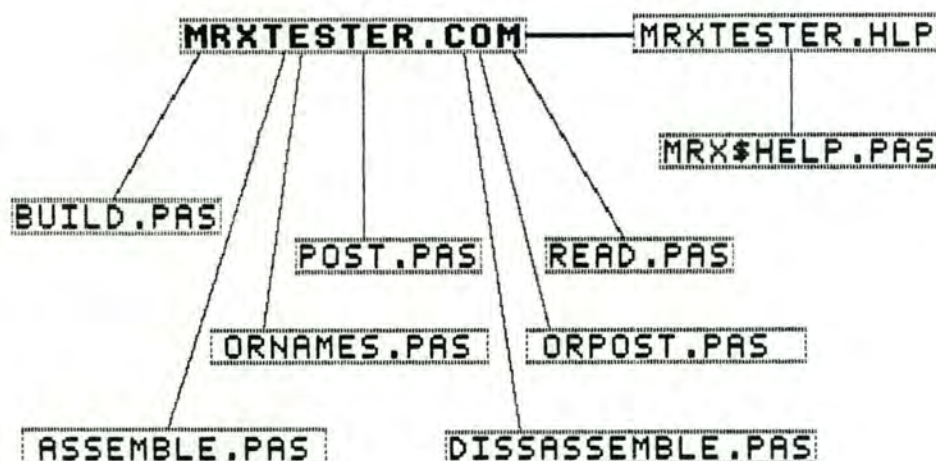 MRXTESTER.COM
MRXTESTER.HLP
MRX$HELP.PAS
BUILD.PAS
POST.PAS
READ.PAS
ORNAMES.PAS
ORPOST.PAS
ASSEMBLE.PAS
DISSASSEMBLE.PAS